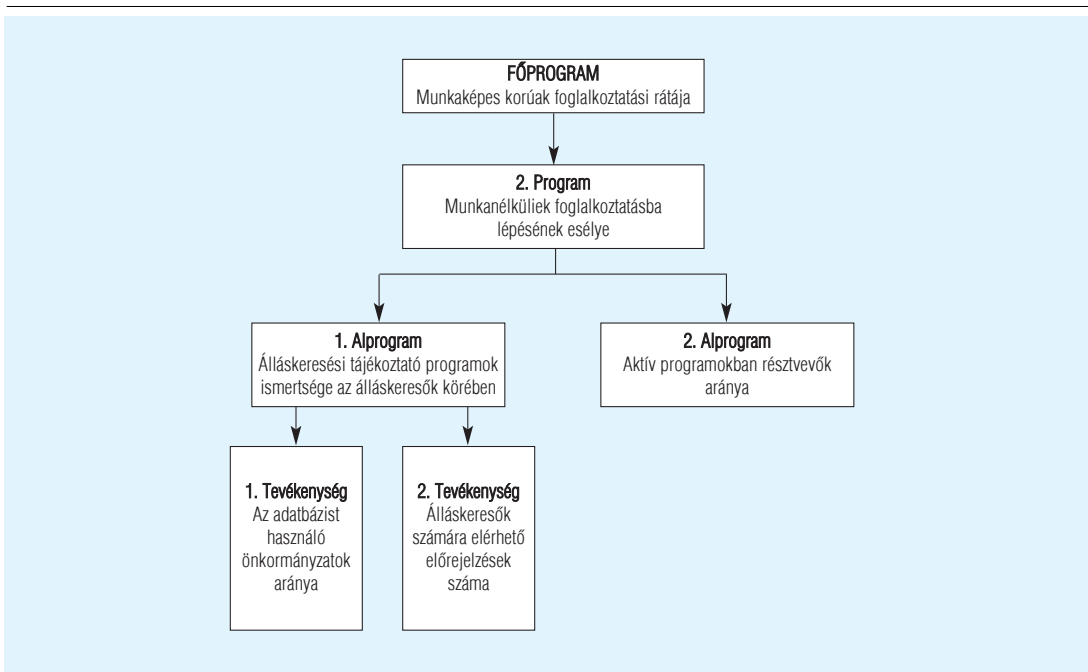 FŐPROGRAM
Munkaképes korúak foglalkoztatási rátája
2. Program
Munkanélküliek foglalkoztatásba
lépésének esélye
1. Alprogram
Álláskeresési tájékoztató programok
ismertsége az álláskeresők körében
2. Alprogram
Aktív programokban résztvevők
aránya
1. Tevékenység
Az adatbázist
használó
önkormányzatok
aránya
2. Tevékenység
Álláskeresők
számára elérhető
előrejelzések
száma